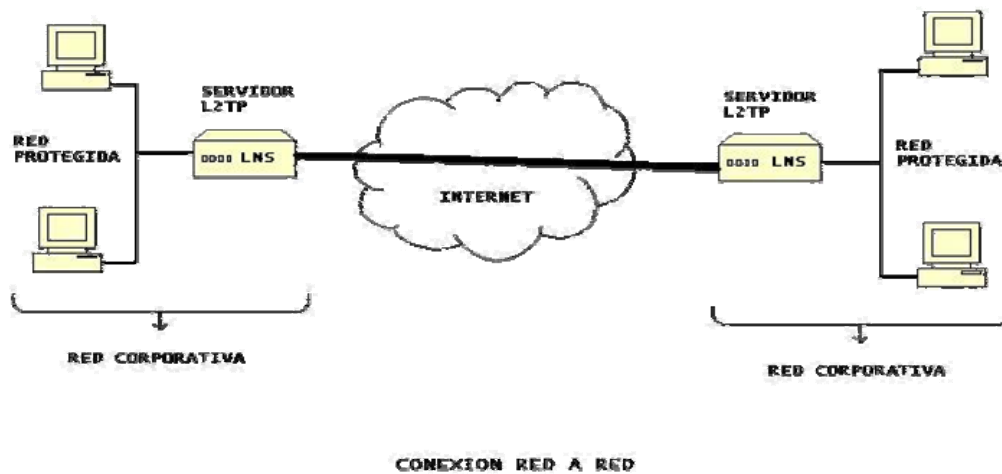 SERVIDOR
L2TP
RED
PROTEGIDA
LNS
INTERNET
SERVIDOR
L2TP
LNS
RED
PROTEGIDA
RED CORPORATIVA
RED CORPORATIVA
CONEXION RED A RED